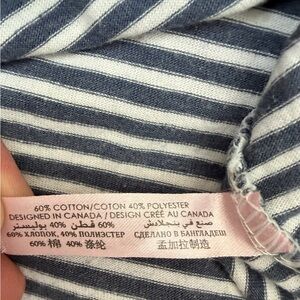 60% COTTON/COTON 40% POLYESTER
DESIGNED IN CANADA / DESIGN CRÉÉ AU CANADA
60% قطن 40% بوليستر صنع في بنجلاديش
60% ХЛОПОК, 40% ПОЛИЭСТЕР СДЕЛАНО В БАНГЛАДЕШ
60% 棉 40% 涤纶 孟加拉制造